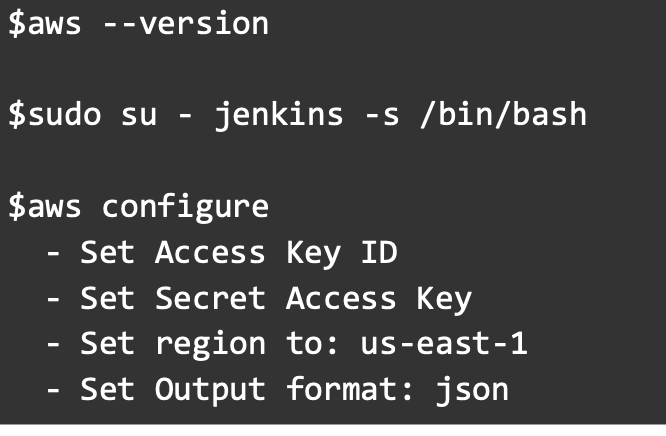 $aws --version
$sudo su - jenkins -s /bin/bash
$aws configure
- Set Access Key ID
- Set Secret Access Key
- Set region to: us-east-1
- Set Output format: json